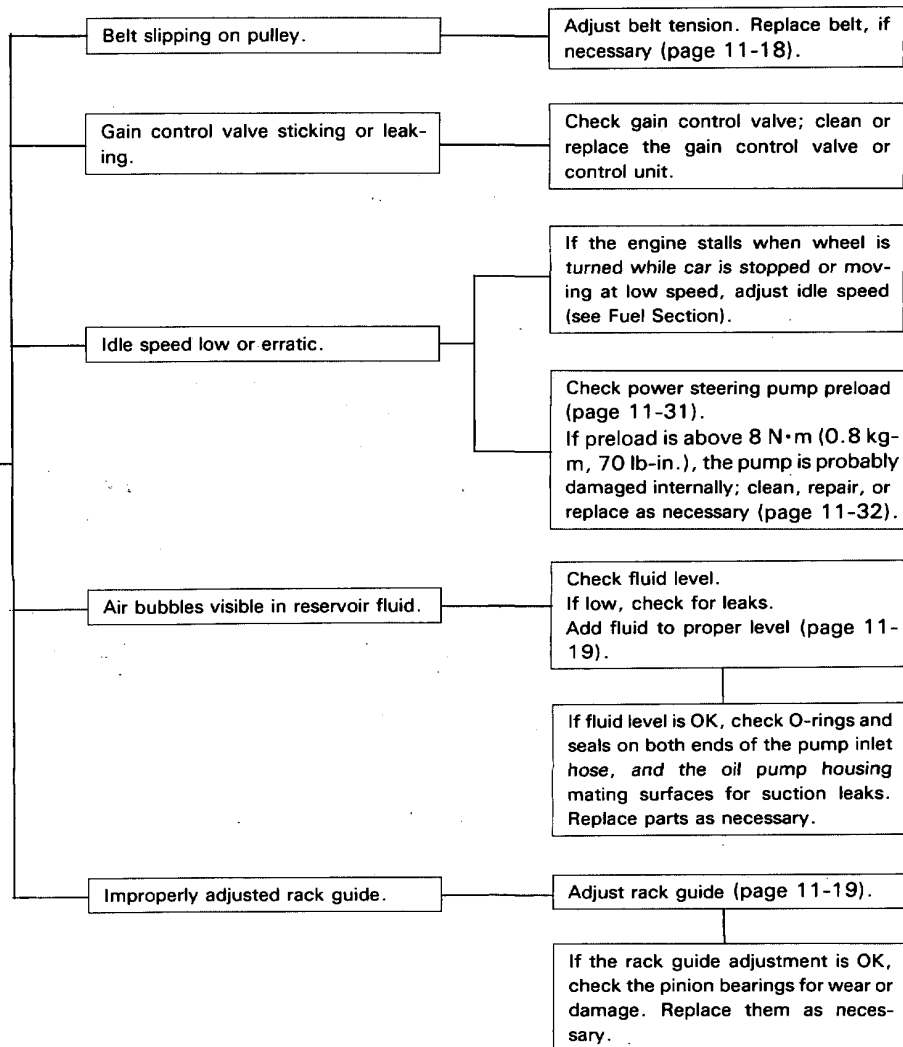 Belt slipping on pulley.
Adjust belt tension. Replace belt, if
necessary (page 11-18).
Gain control valve sticking or leak-
ing.
Check gain control valve; clean or
replace the gain control valve or
control unit.
Idle speed low or erratic.
If the engine stalls when wheel is
turned while car is stopped or mov-
ing at low speed, adjust idle speed
(see Fuel Section).
Check power steering pump preload
(page 11-31).
If preload is above 8 N·m (0.8 kg-
m, 70 lb-in.), the pump is probably
damaged internally; clean, repair, or
replace as necessary (page 11-32).
Air bubbles visible in reservoir fluid.
Check fluid level.
If low, check for leaks.
Add fluid to proper level (page 11-
19).
If fluid level is OK, check O-rings and
seals on both ends of the pump inlet
hose, and the oil pump housing
mating surfaces for suction leaks.
Replace parts as necessary.
Improperly adjusted rack guide.
Adjust rack guide (page 11-19).
If the rack guide adjustment is OK,
check the pinion bearings for wear or
damage. Replace them as neces-
sary.